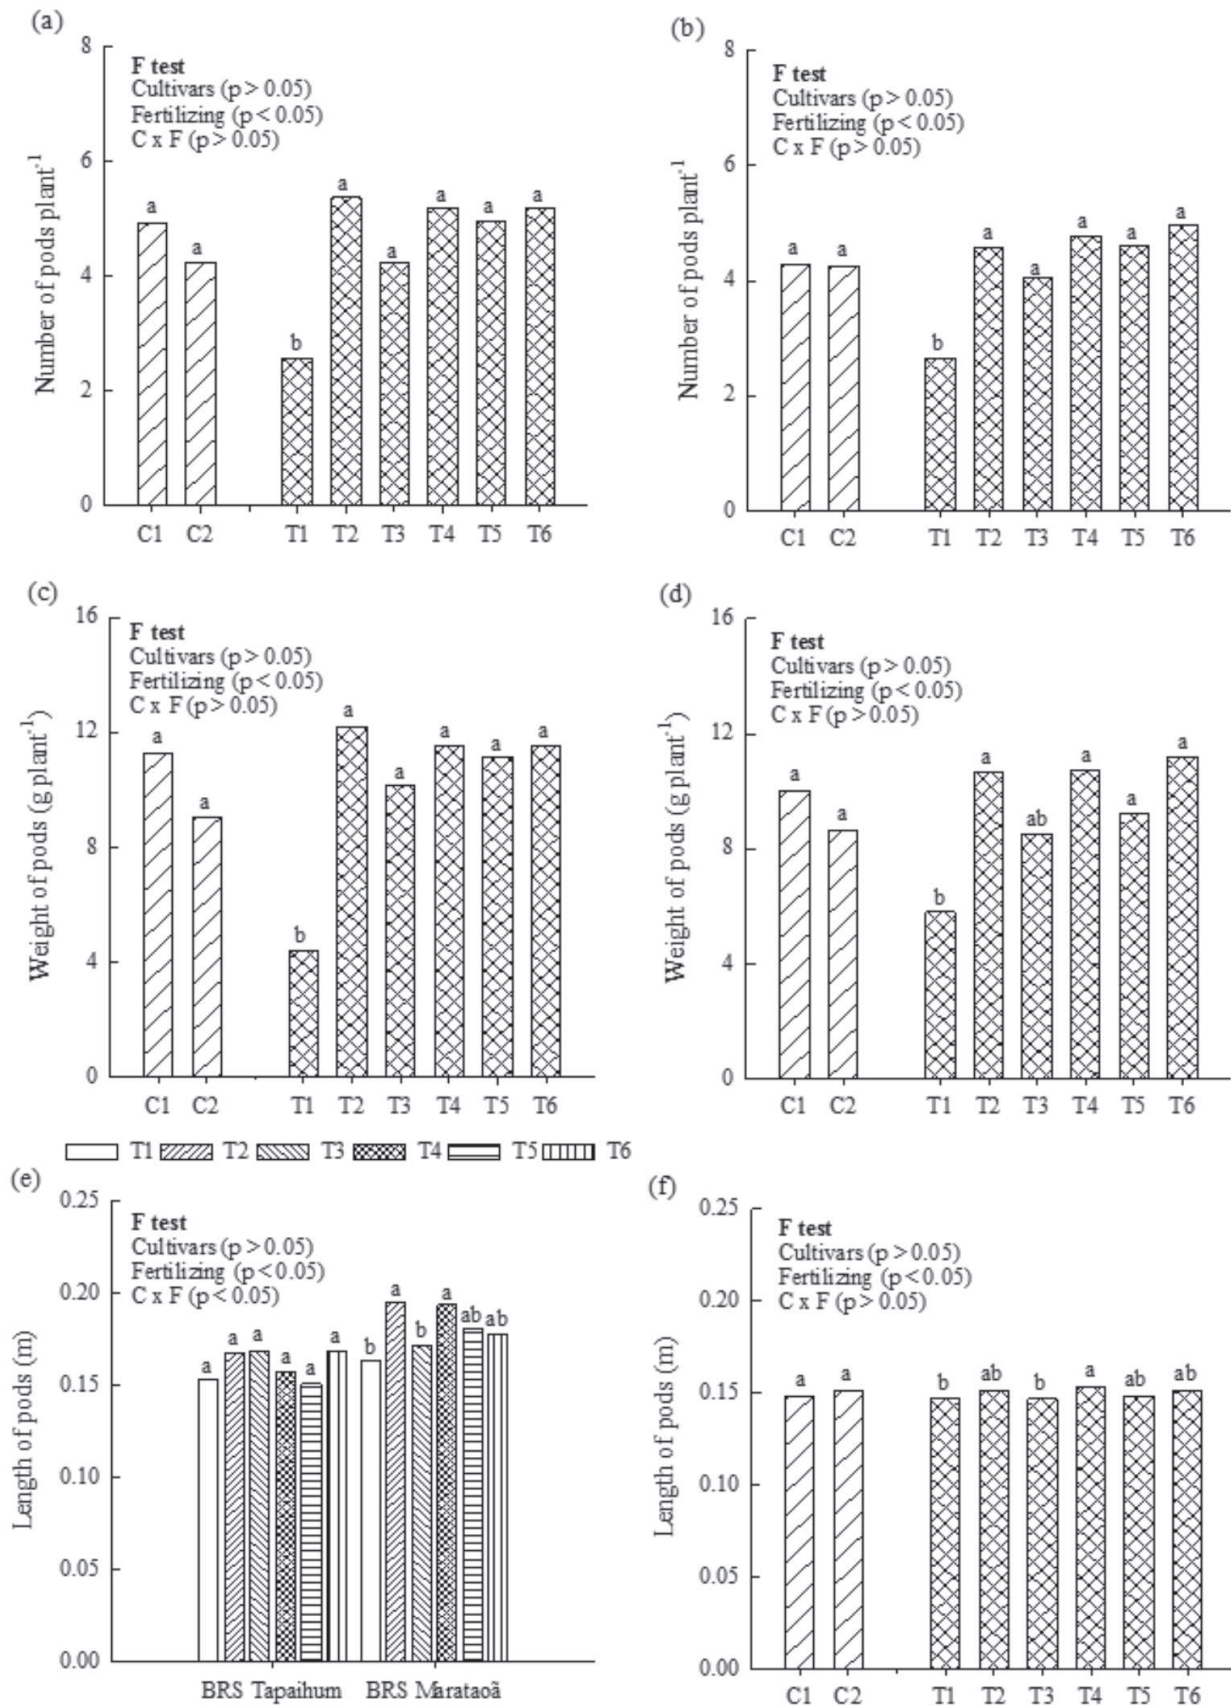 (a)
8
6
4
2
0
Number of pods plant⁻¹
F test
Cultivars (p > 0.05)
Fertilizing (p < 0.05)
C x F (p > 0.05)
a a b a a a a a
C1 C2 T1 T2 T3 T4 T5 T6
(b)
8
6
4
2
0
Number of pods plant⁻¹
F test
Cultivars (p > 0.05)
Fertilizing (p < 0.05)
C x F (p > 0.05)
a a b a a a a a
C1 C2 T1 T2 T3 T4 T5 T6
(c)
16
12
8
4
0
Weight of pods (g plant⁻¹)
F test
Cultivars (p > 0.05)
Fertilizing (p < 0.05)
C x F (p > 0.05)
a a b a a a a a
C1 C2 T1 T2 T3 T4 T5 T6
(d)
16
12
8
4
0
Weight of pods (g plant⁻¹)
F test
Cultivars (p > 0.05)
Fertilizing (p < 0.05)
C x F (p > 0.05)
a a b a ab a a a
C1 C2 T1 T2 T3 T4 T5 T6
T1 T2 T3 T4 T5 T6
(e)
0.25
0.20
0.15
0.10
0.05
0.00
Length of pods (m)
F test
Cultivars (p > 0.05)
Fertilizing (p < 0.05)
C x F (p < 0.05)
a a a a a a b a b a ab ab
BRS Tapaihum BRS Marataoã
(f)
0.25
0.20
0.15
0.10
0.05
0.00
Length of pods (m)
F test
Cultivars (p > 0.05)
Fertilizing (p < 0.05)
C x F (p > 0.05)
a a b ab b a ab ab
C1 C2 T1 T2 T3 T4 T5 T6